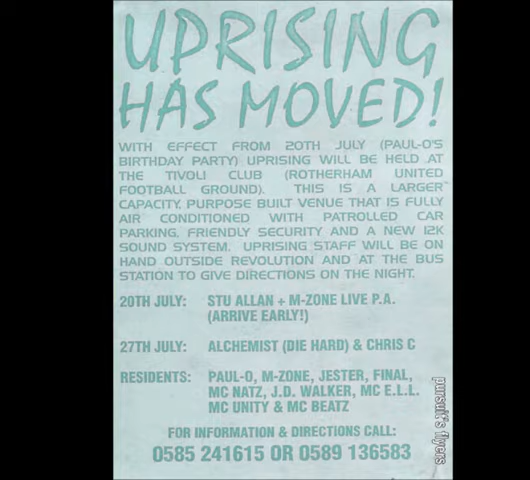 UPRISING
HAS MOVED!
WITH EFFECT FROM 20TH JULY (PAUL-O'S
BIRTHDAY PARTY) UPRISING WILL BE HELD AT
THE TIVOLI CLUB (ROTHERHAM UNITED
FOOTBALL GROUND). THIS IS A LARGER
CAPACITY, PURPOSE BUILT VENUE THAT IS FULLY
AIR CONDITIONED WITH PATROLLED CAR
PARKING, FRIENDLY SECURITY AND A NEW 12K
SOUND SYSTEM. UPRISING STAFF WILL BE ON
HAND OUTSIDE REVOLUTION AND AT THE BUS
STATION TO GIVE DIRECTIONS ON THE NIGHT.
20TH JULY: STU ALLAN + M-ZONE LIVE P.A.
(ARRIVE EARLY!)
27TH JULY: ALCHEMIST (DIE HARD) & CHRIS C
RESIDENTS: PAUL-O, M-ZONE, JESTER, FINAL,
MC NATZ, J.D. WALKER, MC E.L.L.
MC UNITY & MC BEATZ
FOR INFORMATION & DIRECTIONS CALL:
0585 241615 OR 0589 136583
pursuit's flyers